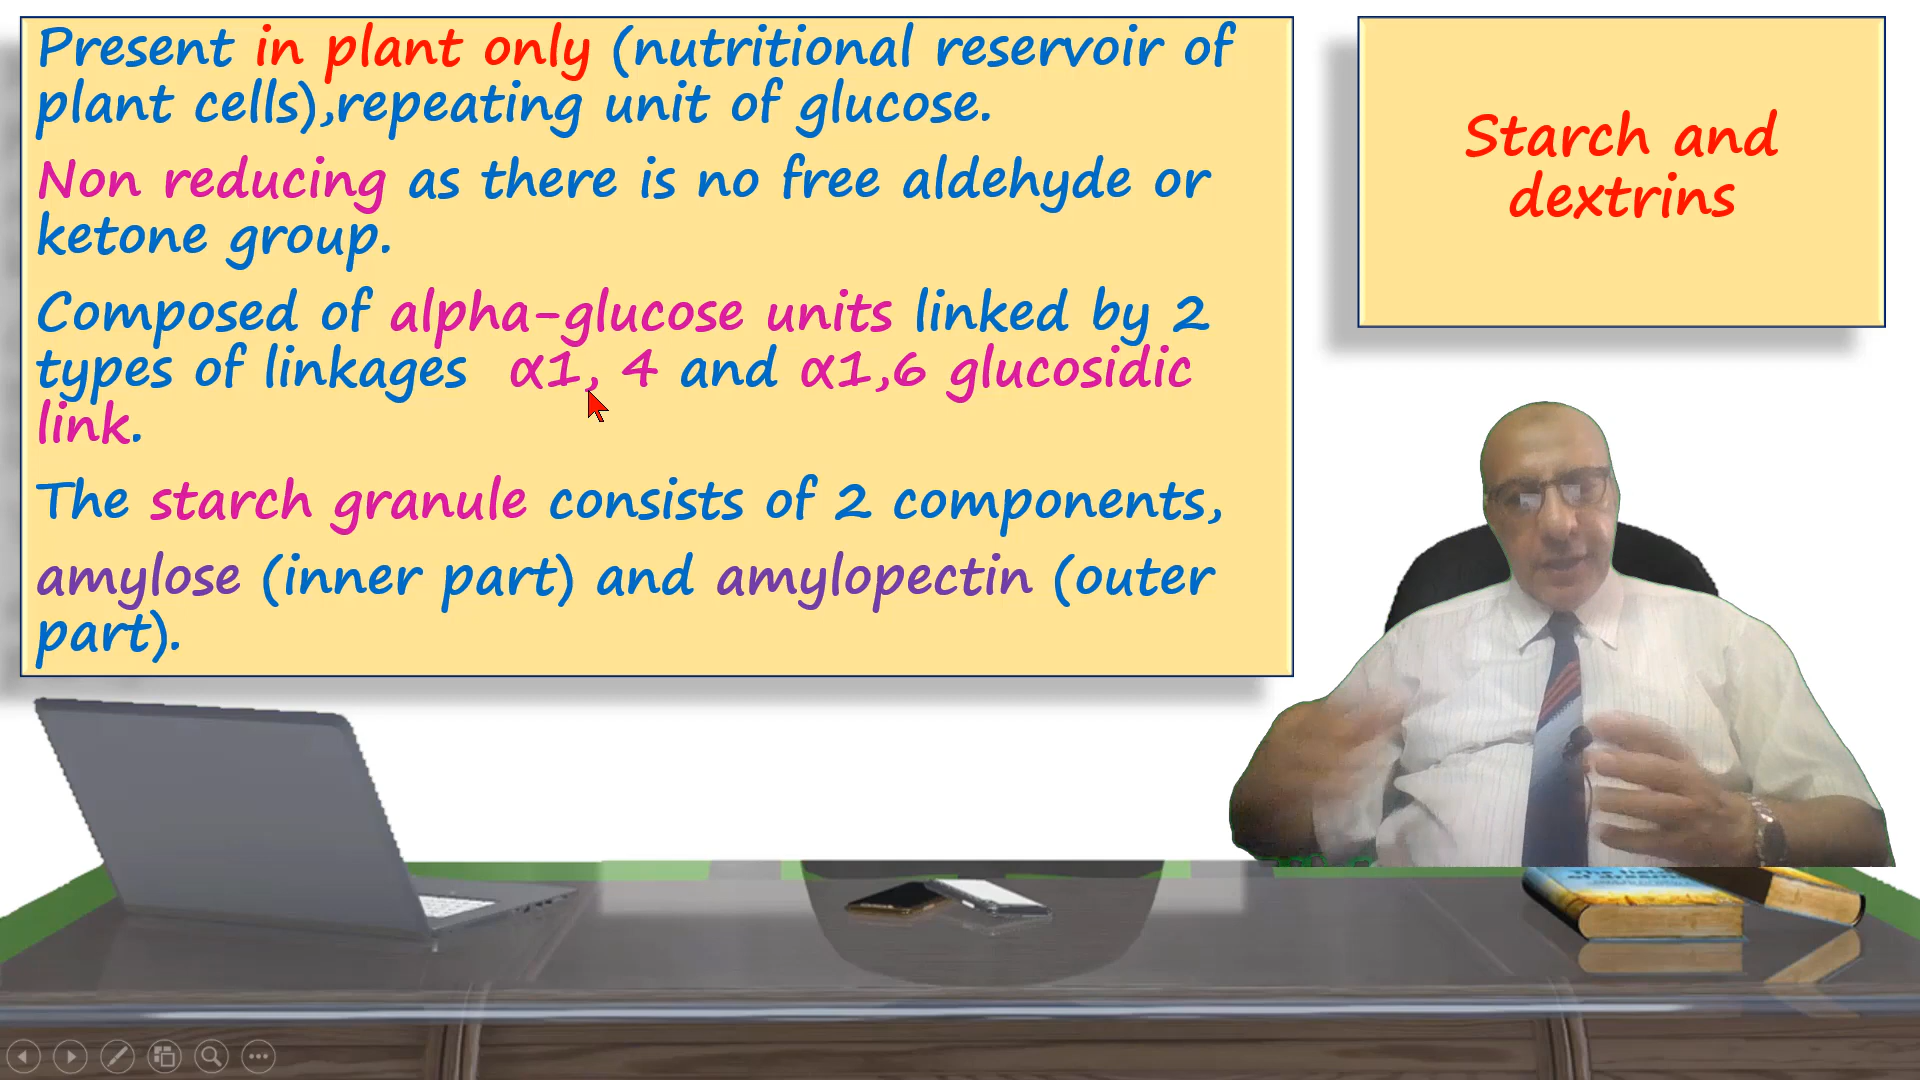 Present in plant only (nutritional reservoir of
plant cells),repeating unit of glucose.
Non reducing as there is no free aldehyde or
ketone group.
Composed of alpha-glucose units linked by 2
types of linkages α1, 4 and α1,6 glucosidic
link.
The starch granule consists of 2 components,
amylose (inner part) and amylopectin (outer
part).
Starch and
dextrins